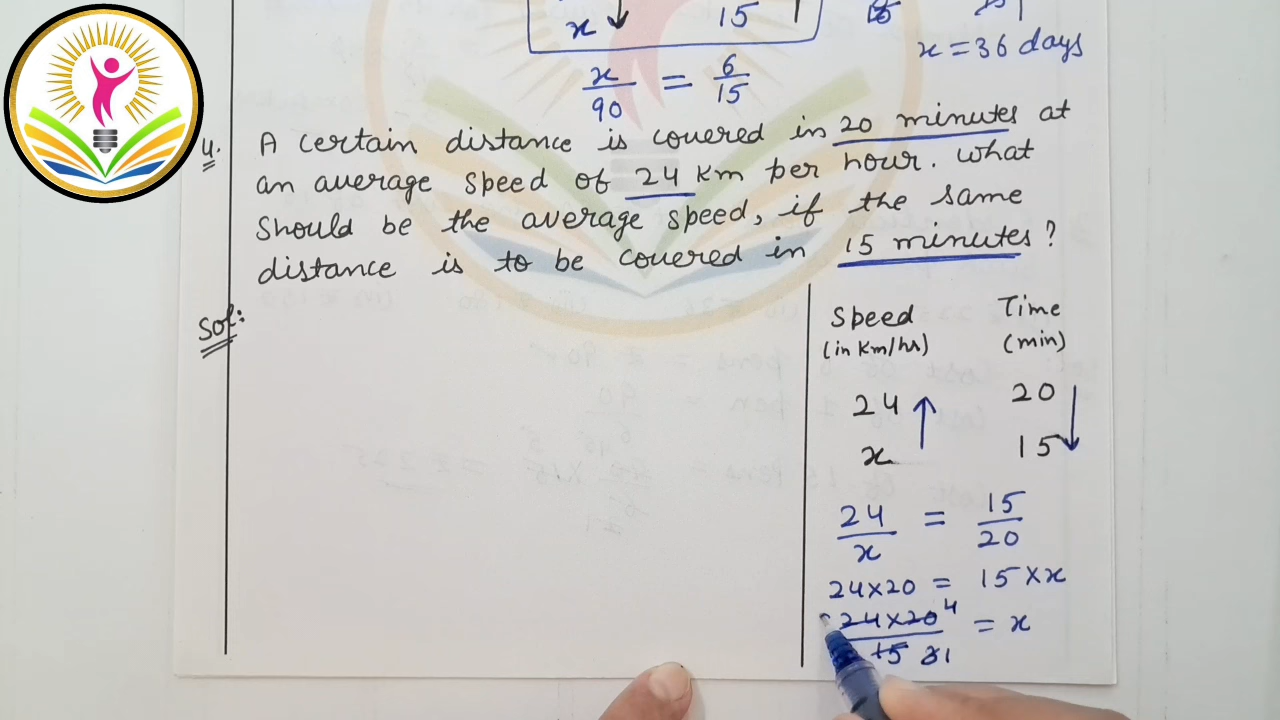 x 15
x = 36 days
x/90 = 6/15
4. A certain distance is covered in 20 minutes at
an average speed of 24 Km per hour. What
should be the average speed, if the same
distance is to be covered in 15 minutes?
Sol:
Speed Time
(in Km/hr) (min)
24 20
x 15
24/x = 15/20
24×20 = 15×x
24×20 4 / 15 3 1 = x